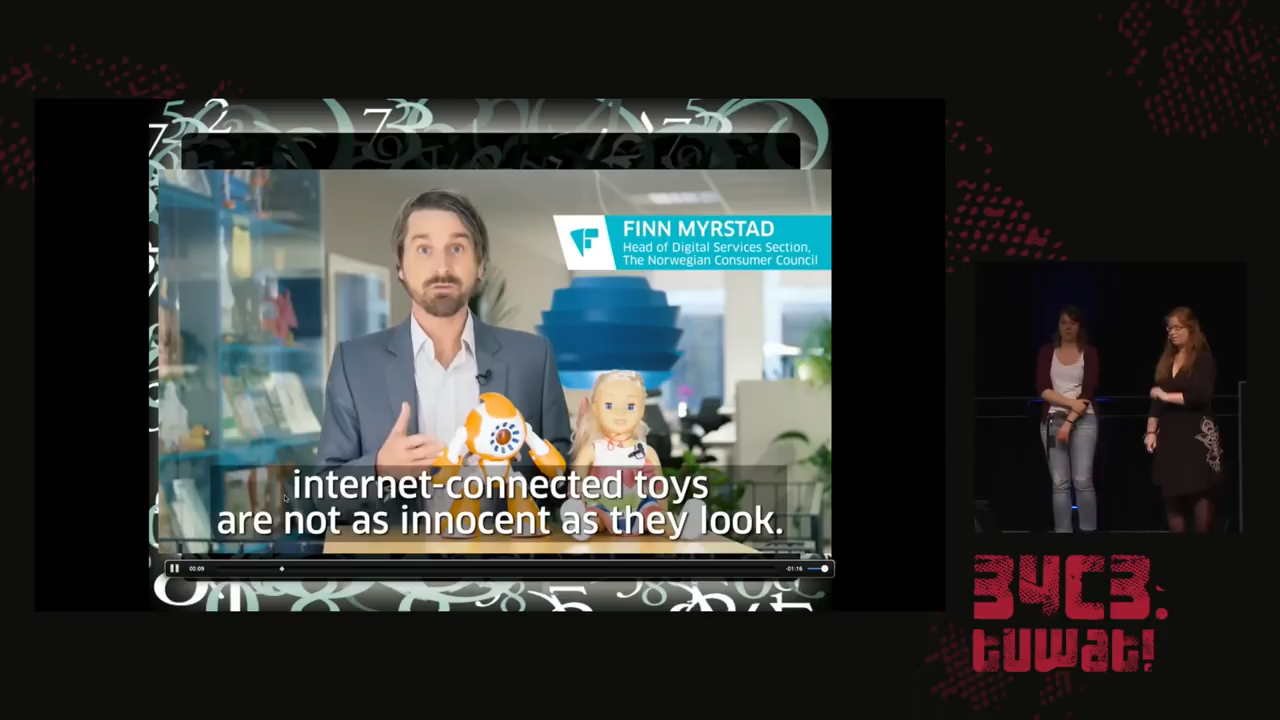 FINN MYRSTAD
Head of Digital Services Section,
The Norwegian Consumer Council
internet-connected toys
are not as innocent as they look.
00:09
-01:16
34C3.
tuwat!